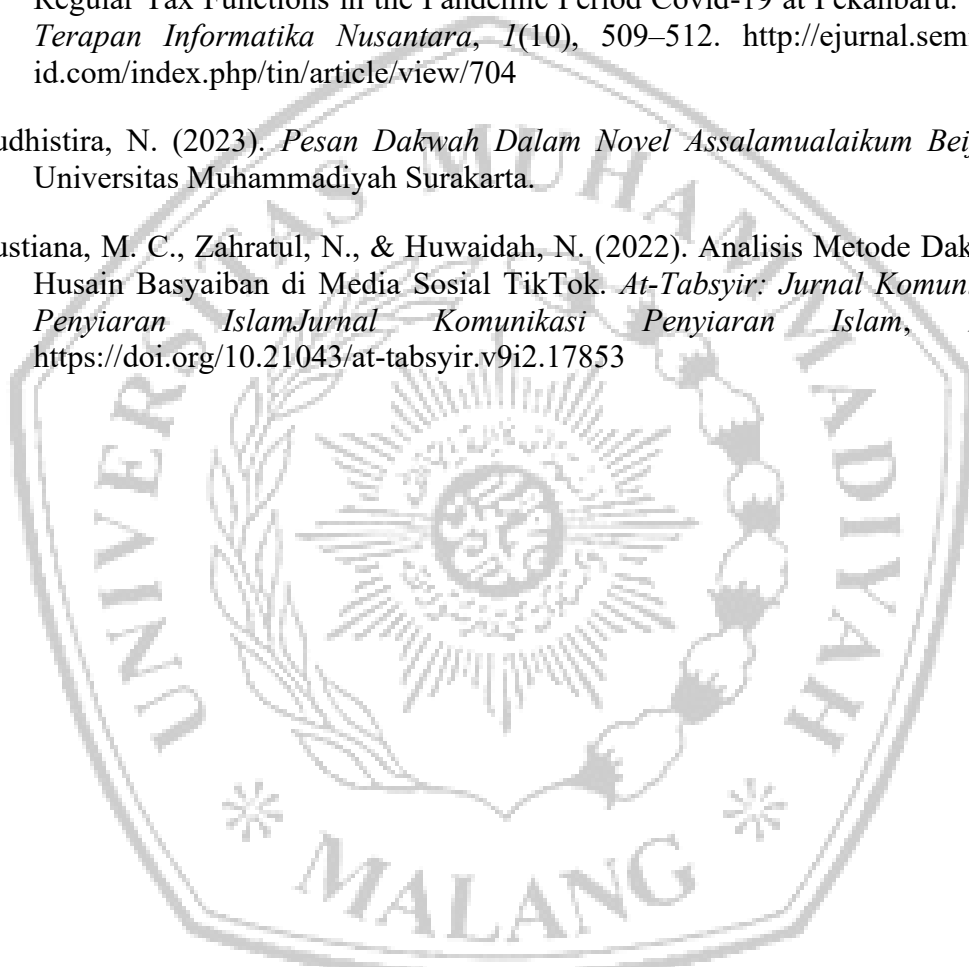 Regular Tax Functions in the Pandemic Period Covid-19 at Pekanbaru.
Terapan Informatika Nusantara, 1(10), 509–512. http://ejurnal.sem
id.com/index.php/tin/article/view/704
udhistira, N. (2023). Pesan Dakwah Dalam Novel Assalamualaikum Beij
Universitas Muhammadiyah Surakarta.
ustiana, M. C., Zahratul, N., & Huwaidah, N. (2022). Analisis Metode Dak
Husain Basyaiban di Media Sosial TikTok. At-Tabsyir: Jurnal Komuni
Penyiaran IslamJurnal Komunikasi Penyiaran Islam,
https://doi.org/10.21043/at-tabsyir.v9i2.17853
UNIVERSITAS MUHAMMADIYAH
MALANG